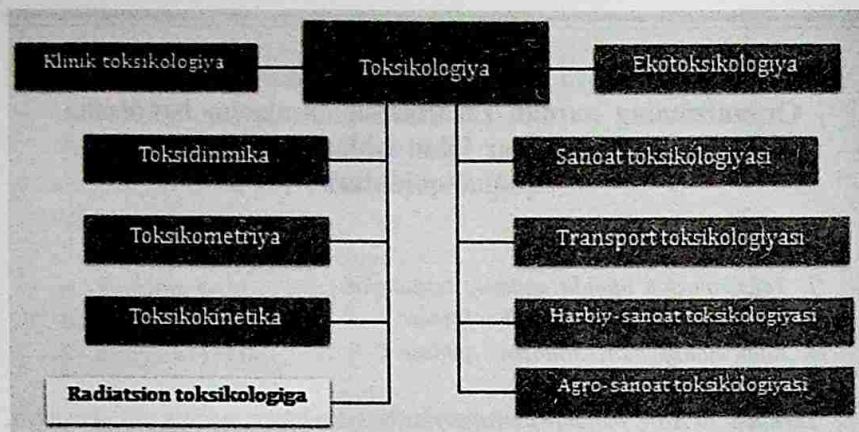 Klinik toksikologiya
Toksikologiya
Ekotoksikologiya
Toksidinmika
Sanoat toksikologiyasi
Toksikometriya
Transport toksikologiyasi
Toksikokinetika
Harbiy-sanoat toksikologiyasi
Radiatsion toksikologiga
Agro-sanoat toksikologiyasi